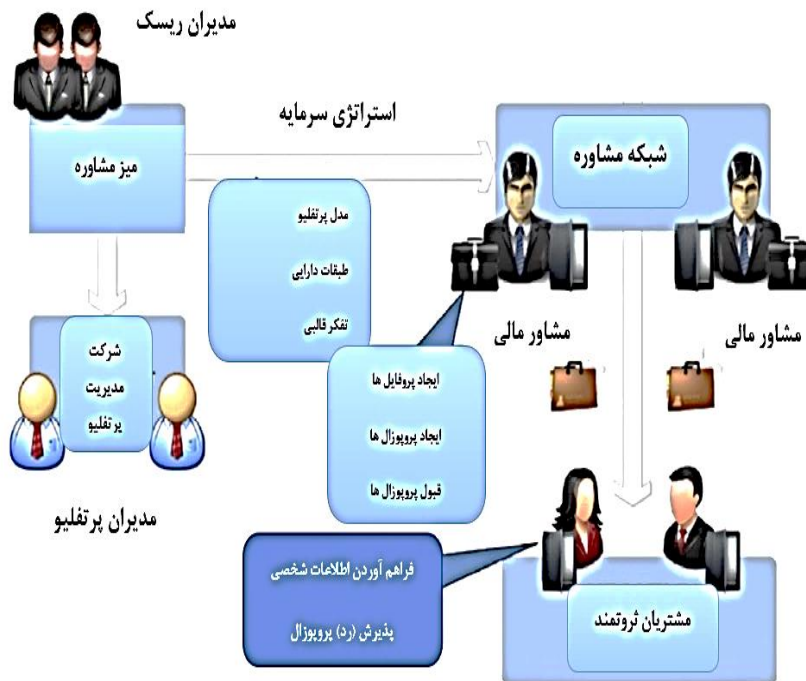 مدیران ریسک
استراتژی سرمایه
میز مشاوره
شبکه مشاوره
مدل پرتفلیو
طبقات دارایی
تفکر قالبی
مشاور مالی
مشاور مالی
شرکت
مدیریت
پرتفلیو
مدیران پرتفلیو
ایجاد پروفایل ها
ایجاد پروپوزال ها
قبول پروپوزال ها
فراهم آوردن اطلاعات شخصی
پذیرش (رد) پروپوزال
مشتریان ثروتمند